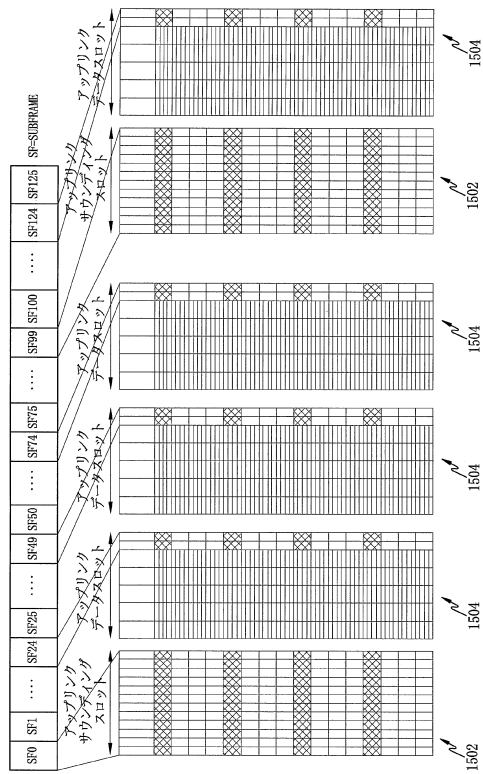 SF=SUBFRAME
SF0 SF1 ···· SF24 SF25 ···· SF49 SF50 ···· SF74 SF75 ···· SF99 SF100 ···· SF124 SF125
アップリンク
サウンディング
スロット
アップリンク
データスロット
アップリンク
データスロット
アップリンク
データスロット
アップリンク
サウンディング
スロット
アップリンク
データスロット
1502
1504
1504
1504
1502
1504